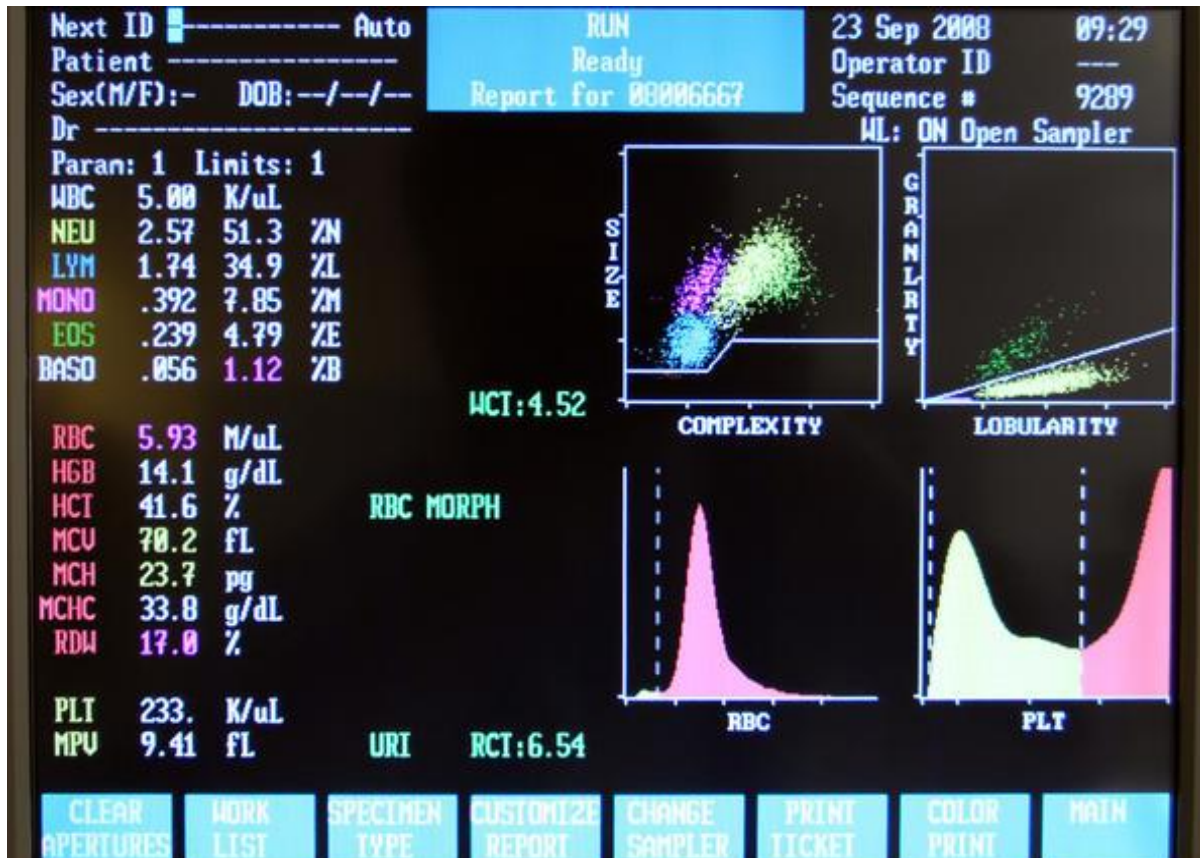 Next ID ------------ Auto
Patient ----------------
Sex(M/F):- DOB:--/--/--
Dr ----------------------
RUN
Ready
Report for 08006667
23 Sep 2008 09:29
Operator ID ---
Sequence # 9289
WL: ON Open Sampler
Param: 1 Limits: 1
WBC 5.00 K/uL
NEU 2.57 51.3 %N
LYM 1.74 34.9 %L
MONO .392 7.85 %M
EOS .239 4.79 %E
BASO .056 1.12 %B
WCT:4.52
RBC 5.93 M/uL
HGB 14.1 g/dL
HCT 41.6 %
RBC MORPH
MCV 70.2 fL
MCH 23.7 pg
MCHC 33.8 g/dL
RDW 17.0 %
PLT 233. K/uL
MPV 9.41 fL
URI RCT:6.54
SIZE
COMPLEXITY
GRANLRTY
LOBULARITY
RBC
PLT
CLEAR APERTURES
WORK LIST
SPECIMEN TYPE
CUSTOMIZE REPORT
CHANGE SAMPLER
PRINT TICKET
COLOR PRINT
MAIN